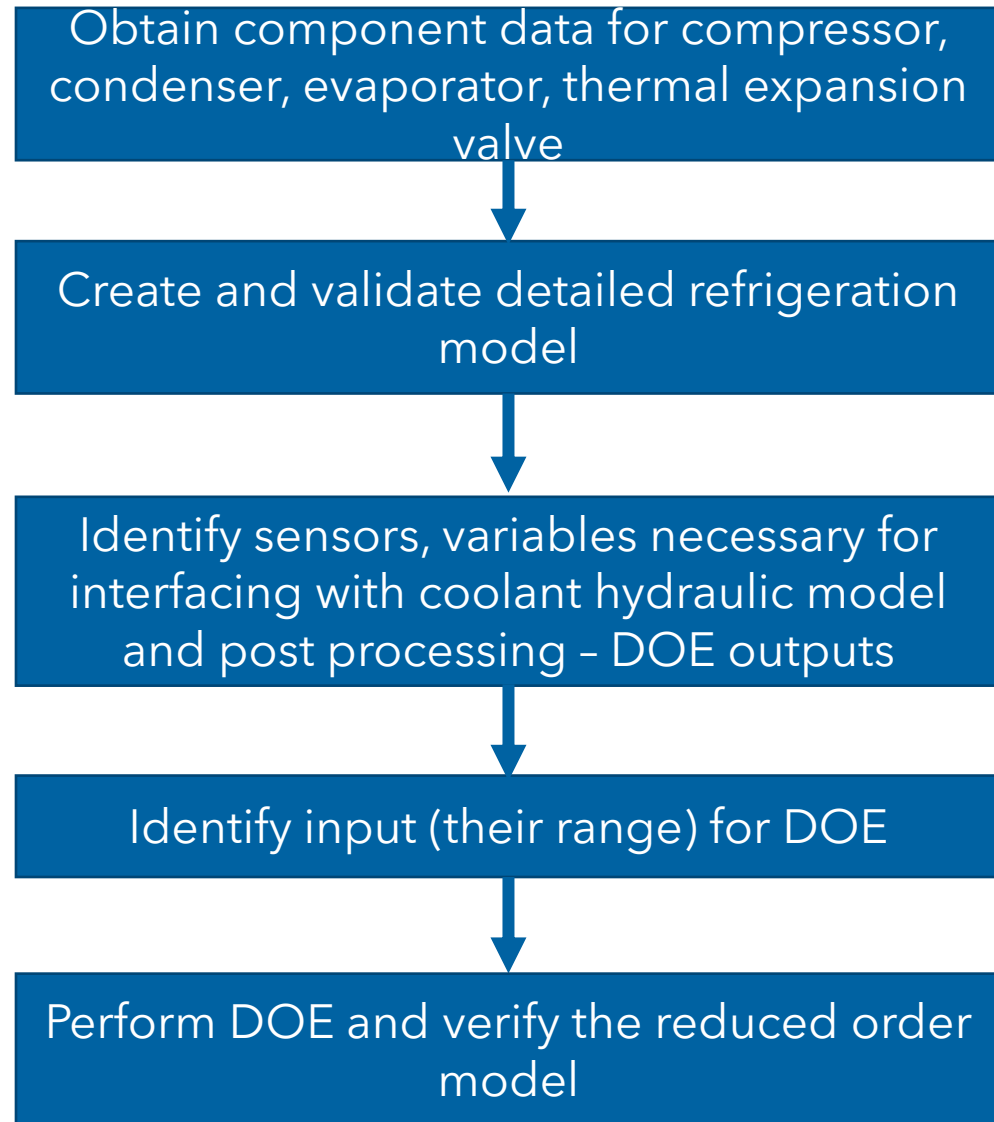 Obtain component data for compressor,
condenser, evaporator, thermal expansion
valve
Create and validate detailed refrigeration
model
Identify sensors, variables necessary for
interfacing with coolant hydraulic model
and post processing – DOE outputs
Identify input (their range) for DOE
Perform DOE and verify the reduced order
model